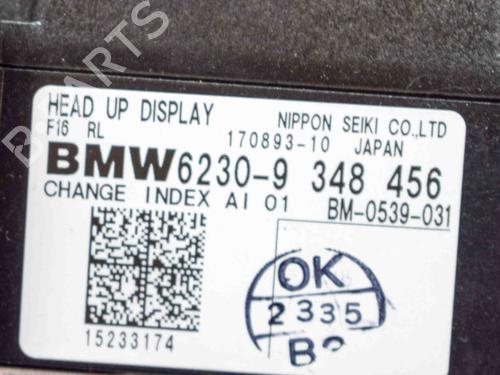 HEAD UP DISPLAY
NIPPON SEIKI CO.,LTD
F16 RL
170893-10 JAPAN
BMW 6230-9 348 456
CHANGE INDEX AI 01
BM-0539-031
OK
2335
15233174
PARTS